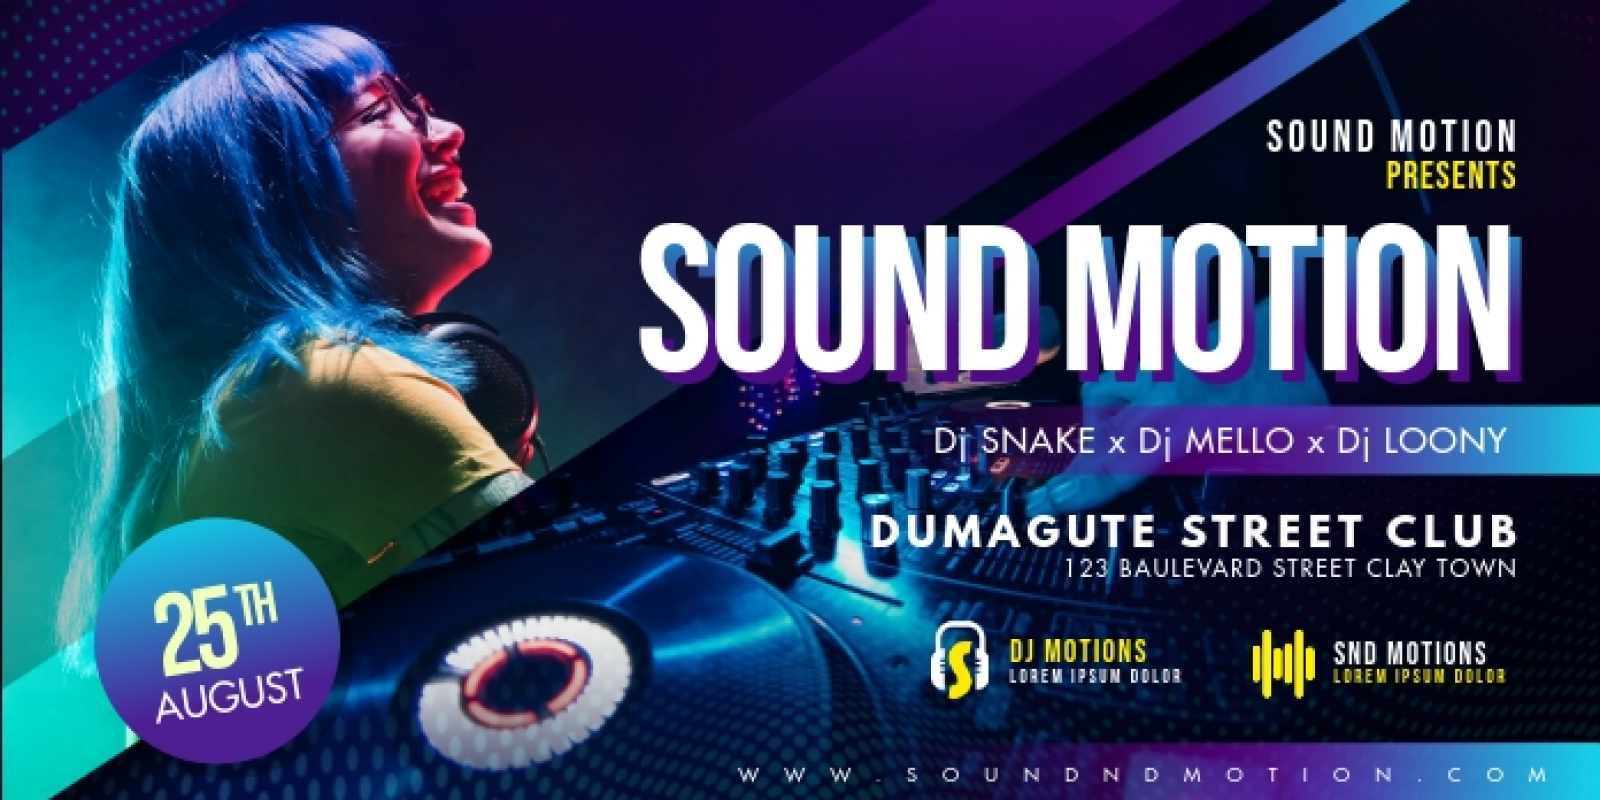 SOUND MOTION
PRESENTS
SOUND MOTION
Dj SNAKE x Dj MELLO x Dj LOONY
DUMAGUTE STREET CLUB
123 BAULEVARD STREET CLAY TOWN
25TH
AUGUST
DJ MOTIONS
LOREM IPSUM DOLOR
SND MOTIONS
LOREM IPSUM DOLOR
WWW.SOUNDNDMOTION.COM